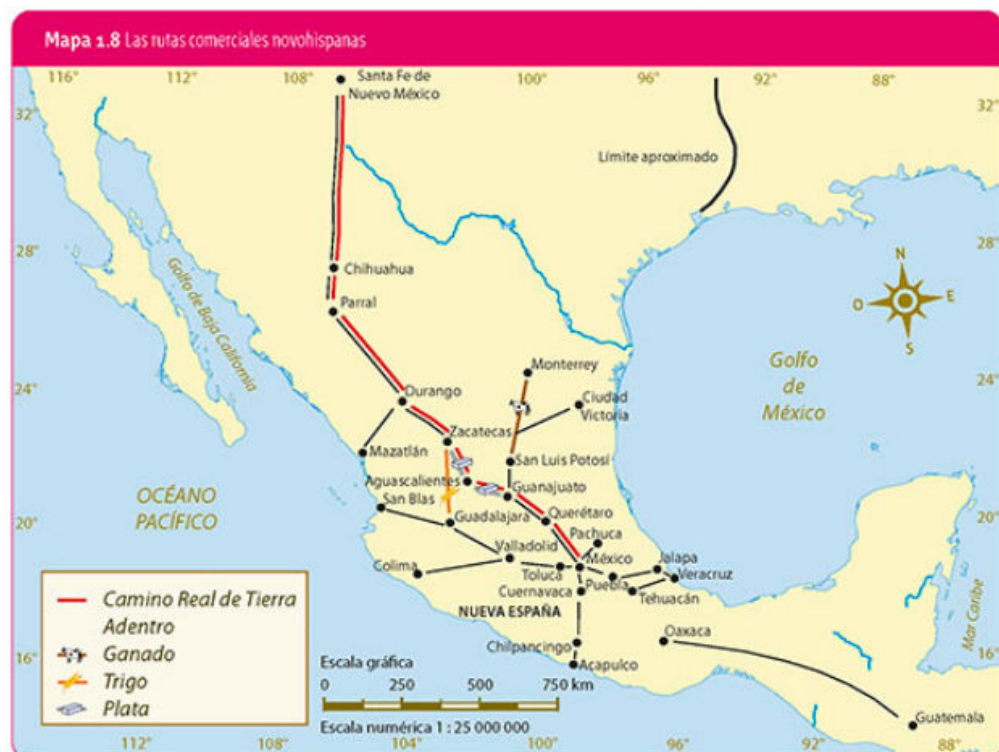 Mapa 1.8 Las rutas comerciales novohispanas
116° 112° 108° 100° 96° 92° 88°
Santa Fe de
Nuevo México
32° 32°
Límite aproximado
28° 28°
Golfo de Baja California
Chihuahua
Parral
N
O E
S
Monterrey
Golfo
de
México
24° 24°
Durango
Ciudad
Victoria
Zacatecas
Mazatlán
San Luis Potosí
Aguascalientes
Guanajuato
San Blas
OCÉANO
PACÍFICO
20° 20°
Guadalajara
Querétaro
Pachuca
Valladolid
México
Jalapa
Colima
Toluca
Puebla
Veracruz
Cuernavaca
Tehuacán
NUEVA ESPAÑA
Mar Caribe
Oaxaca
Chilpancingo
16° 16°
Acapulco
Guatemala
Camino Real de Tierra
Adentro
Ganado
Trigo
Plata
Escala gráfica
0 250 500 750 km
Escala numérica 1 : 25 000 000
112° 108° 104° 100° 96° 92° 88°